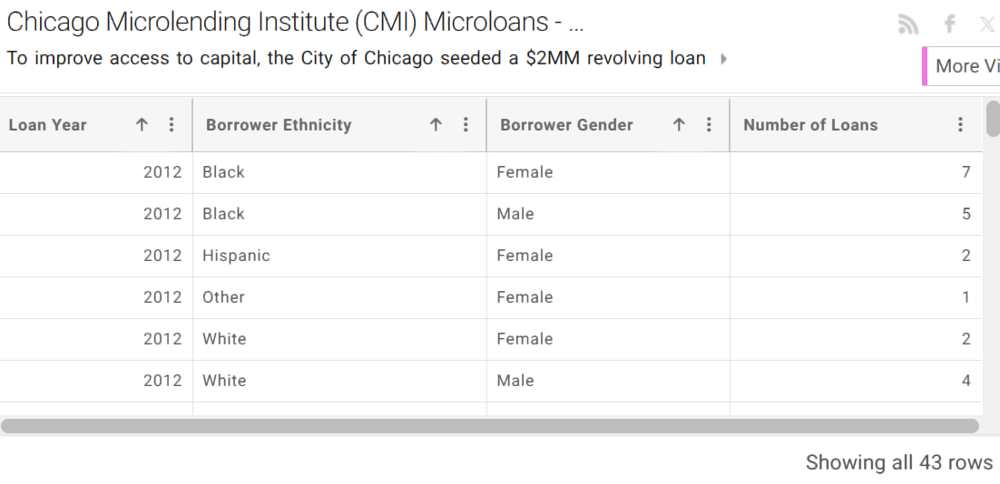 Chicago Microlending Institute (CMI) Microloans - ...
To improve access to capital, the City of Chicago seeded a $2MM revolving loan
More Vi
Loan Year Borrower Ethnicity Borrower Gender Number of Loans
2012 Black Female 7
2012 Black Male 5
2012 Hispanic Female 2
2012 Other Female 1
2012 White Female 2
2012 White Male 4
Showing all 43 rows